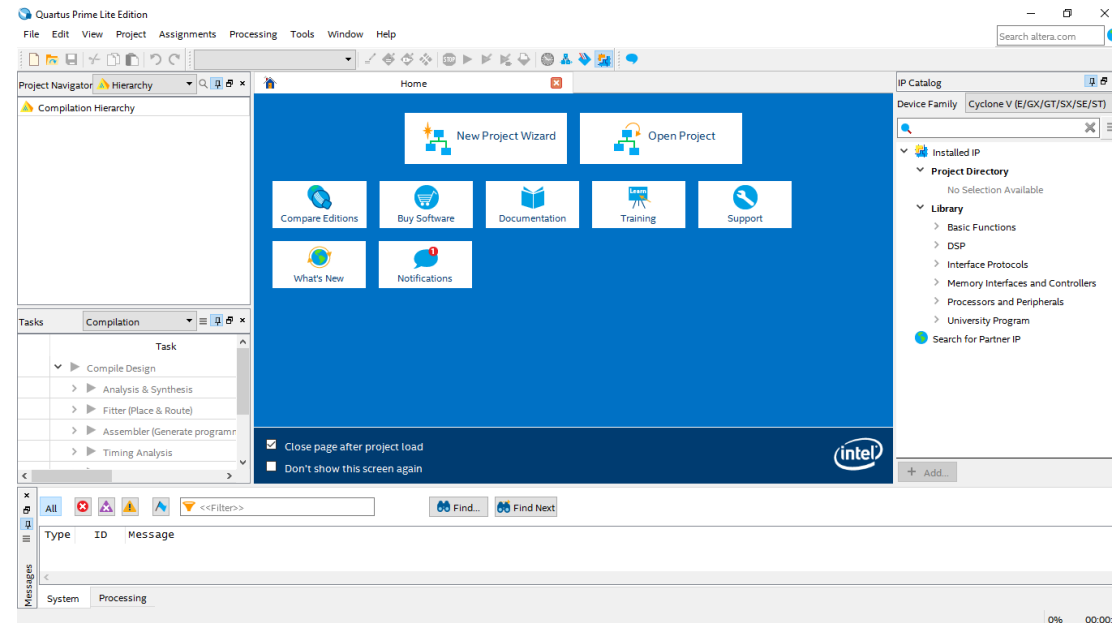 Quartus Prime Lite Edition
File Edit View Project Assignments Processing Tools Window Help
Search altera.com
Project Navigator Hierarchy
Compilation Hierarchy
Home
New Project Wizard
Open Project
Compare Editions
Buy Software
Documentation
Learn
Training
Support
What's New
1
Notifications
Close page after project load
Don't show this screen again
intel
Tasks Compilation
Task
Compile Design
Analysis & Synthesis
Fitter (Place & Route)
Assembler (Generate programm
Timing Analysis
IP Catalog
Device Family Cyclone V (E/GX/GT/SX/SE/ST)
Installed IP
Project Directory
No Selection Available
Library
Basic Functions
DSP
Interface Protocols
Memory Interfaces and Controllers
Processors and Peripherals
University Program
Search for Partner IP
+ Add...
All <<Filter>> Find... Find Next
Type ID Message
Messages
System Processing
0% 00:00: